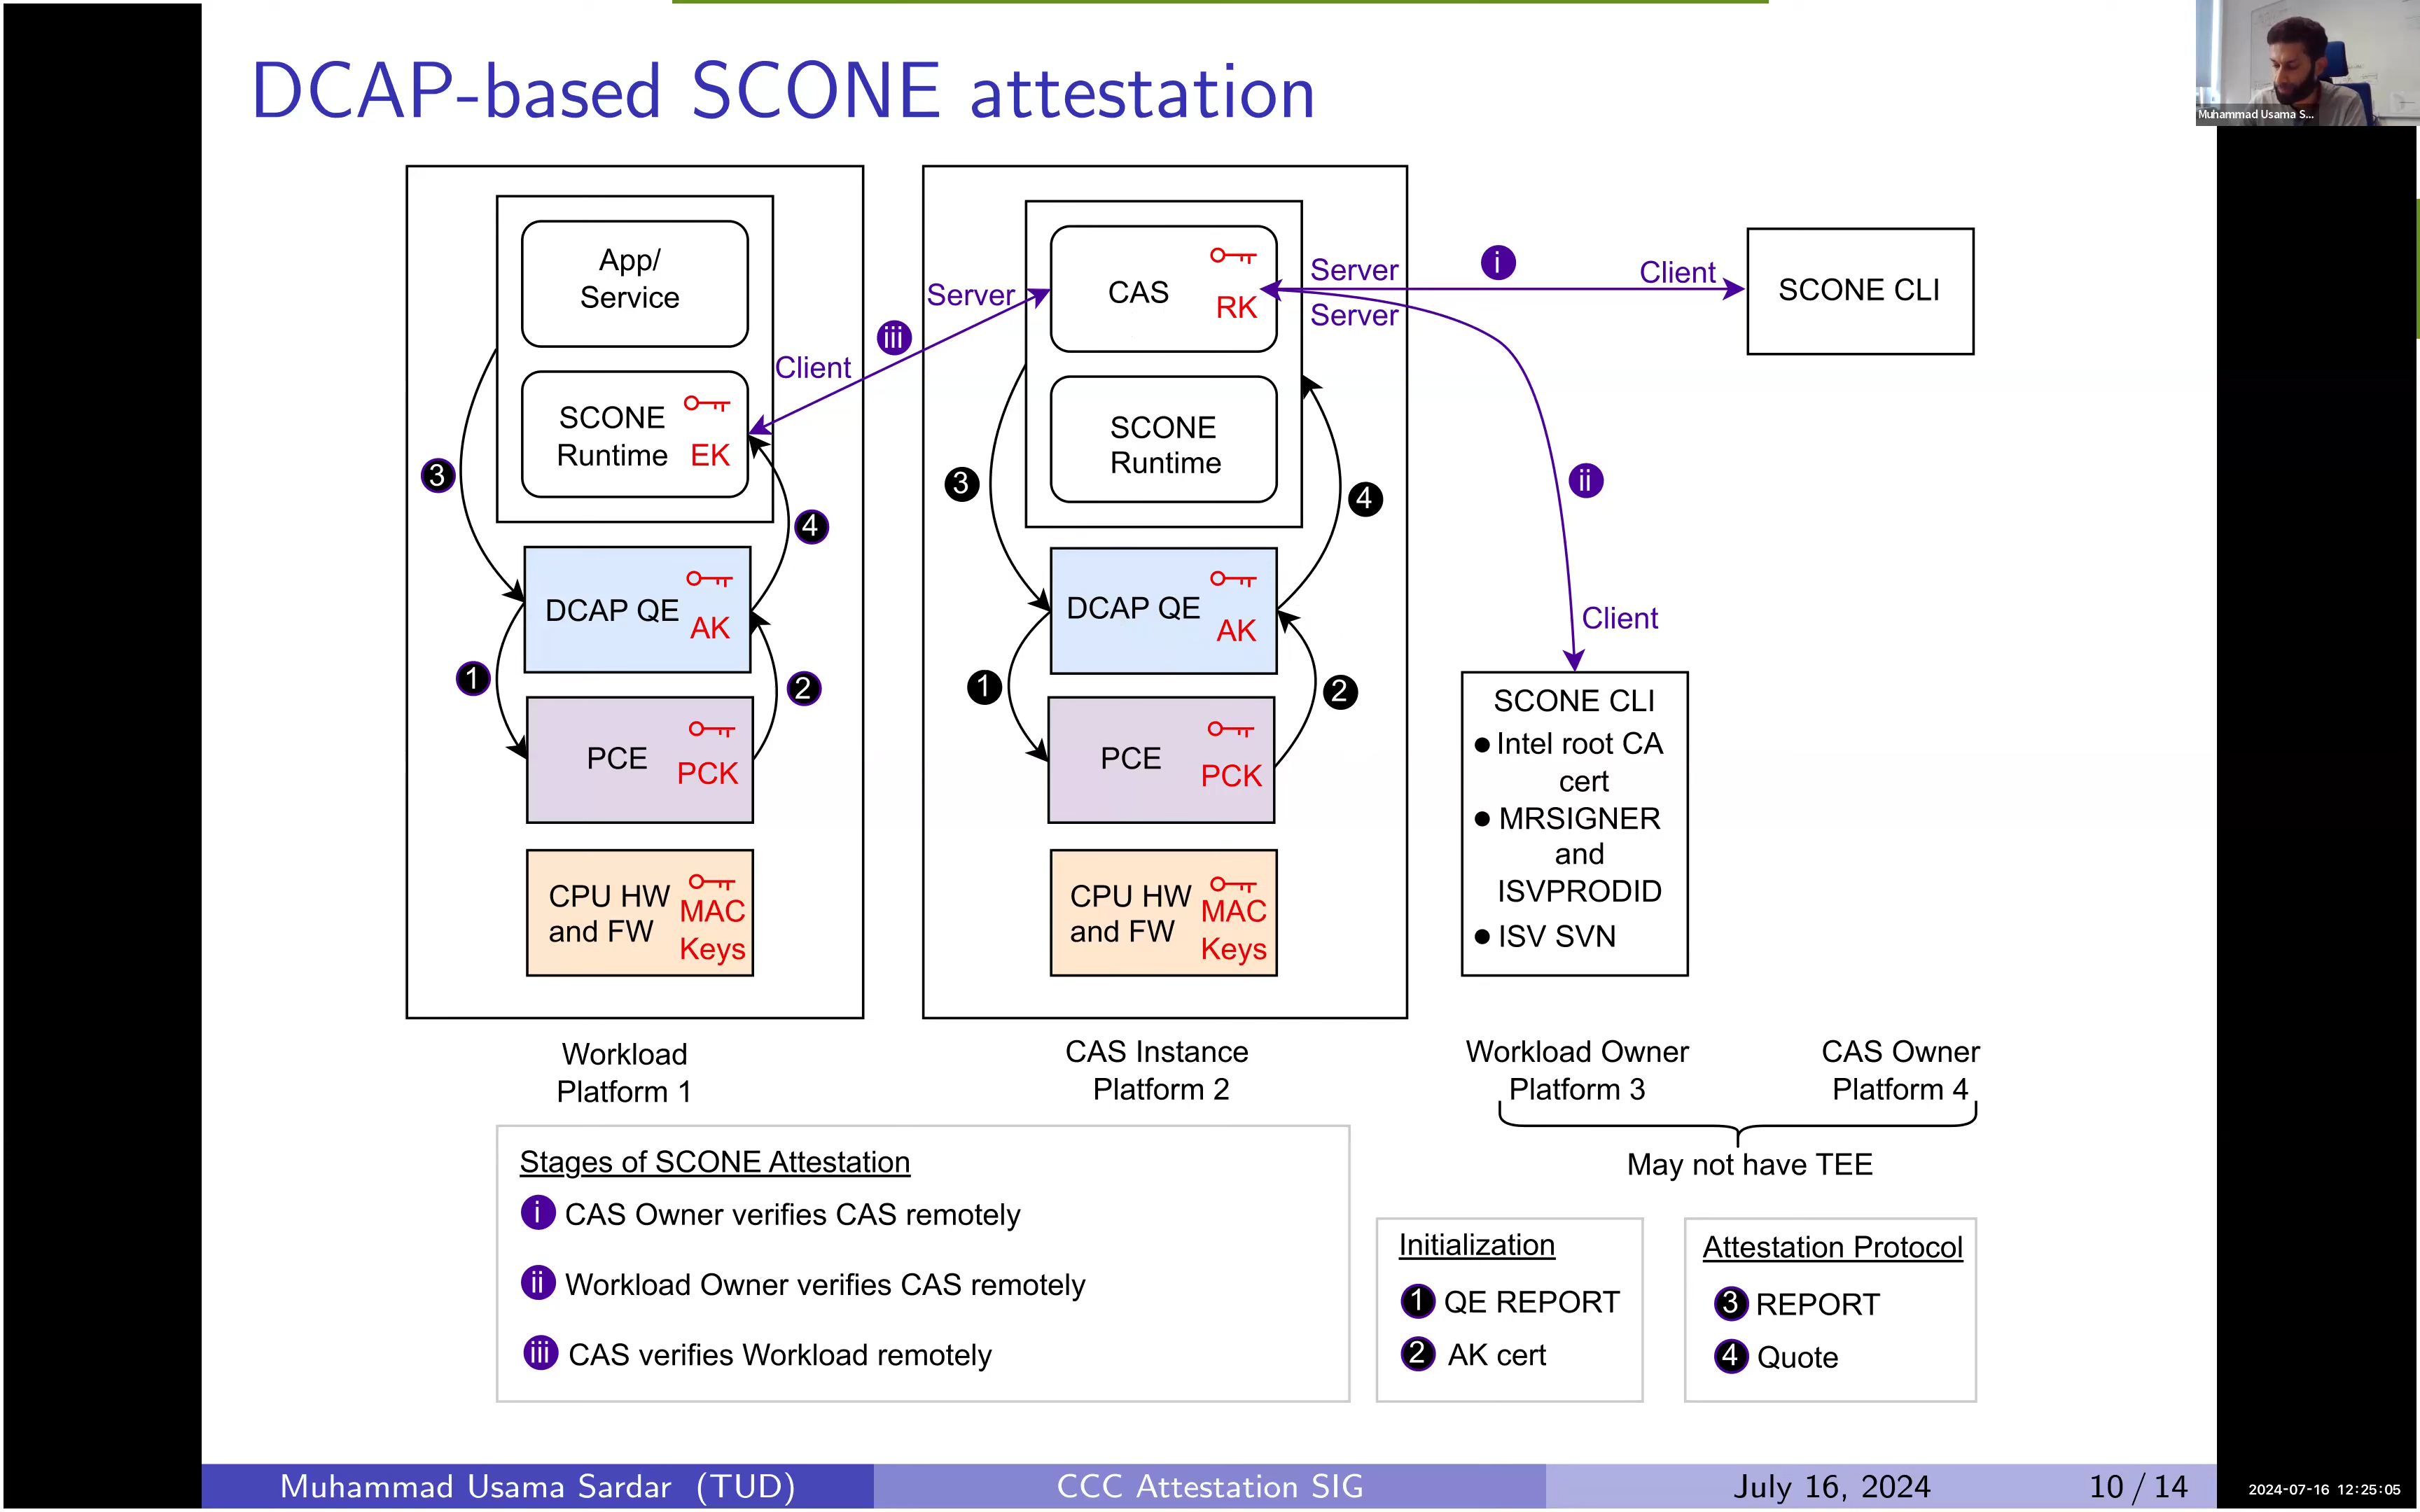 DCAP-based SCONE attestation
Muhammad Usama S...
App/
Service
SCONE
Runtime
EK
DCAP QE
AK
PCE
PCK
CPU HW
and FW
MAC
Keys
3
4
1
2
Client
iii
Server
CAS
RK
SCONE
Runtime
DCAP QE
AK
PCE
PCK
CPU HW
and FW
MAC
Keys
3
4
1
2
Server
i
Client
Server
ii
Client
SCONE CLI
SCONE CLI
● Intel root CA
cert
● MRSIGNER
and
ISVPRODID
● ISV SVN
Workload
Platform 1
CAS Instance
Platform 2
Workload Owner
Platform 3
CAS Owner
Platform 4
May not have TEE
Stages of SCONE Attestation
i CAS Owner verifies CAS remotely
ii Workload Owner verifies CAS remotely
iii CAS verifies Workload remotely
Initialization
1 QE REPORT
2 AK cert
Attestation Protocol
3 REPORT
4 Quote
Muhammad Usama Sardar (TUD)
CCC Attestation SIG
July 16, 2024
10 / 14
2024-07-16 12:25:05